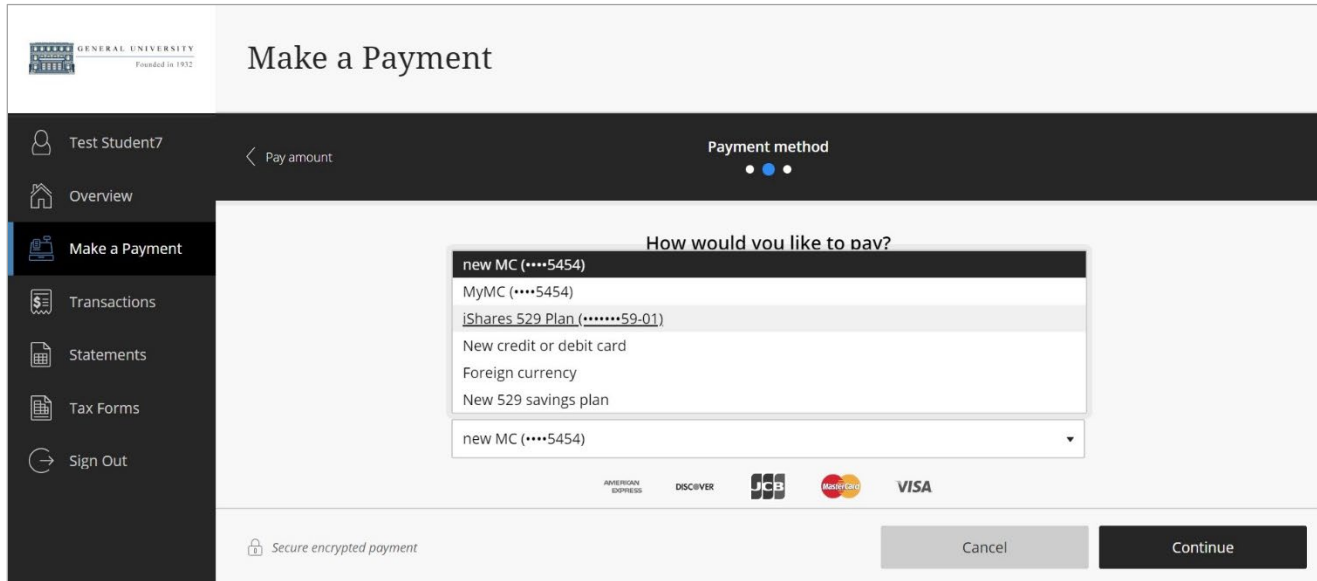 GENERAL UNIVERSITY
Founded in 1932
Make a Payment
Test Student7
Overview
Make a Payment
Transactions
Statements
Tax Forms
Sign Out
Pay amount
Payment method
How would you like to pay?
new MC (••••5454)
MyMC (••••5454)
iShares 529 Plan (•••••••59-01)
New credit or debit card
Foreign currency
New 529 savings plan
new MC (••••5454)
AMERICAN EXPRESS DISCOVER JCB MasterCard VISA
Secure encrypted payment
Cancel
Continue